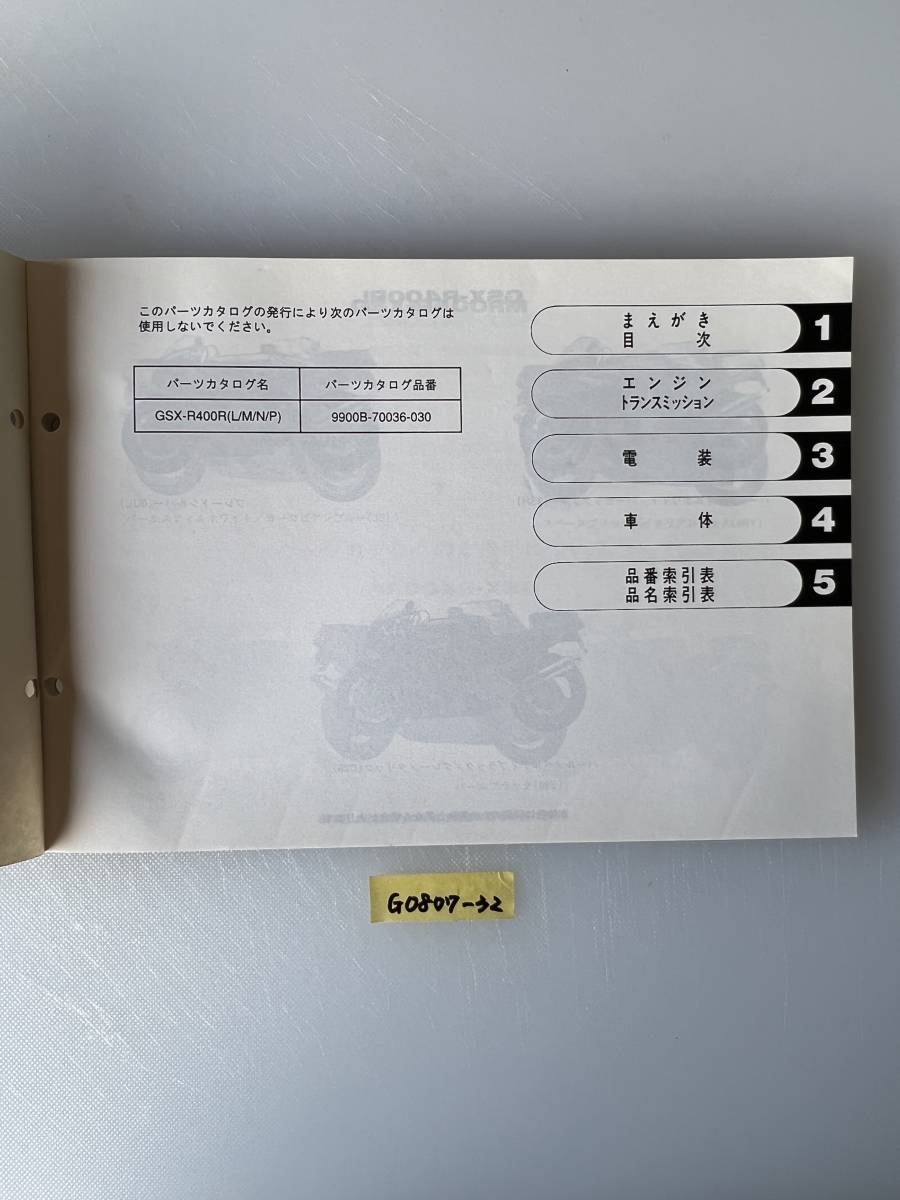 このパーツカタログの発行により次のパーツカタログは
使用しないでください。
パーツカタログ名 パーツカタログ品番
GSX-R400R(L/M/N/P) 9900B-70036-030
まえがき
目次
1
エンジン
トランスミッション
2
電装
3
車体
4
品番索引表
品名索引表
5
G0807-32